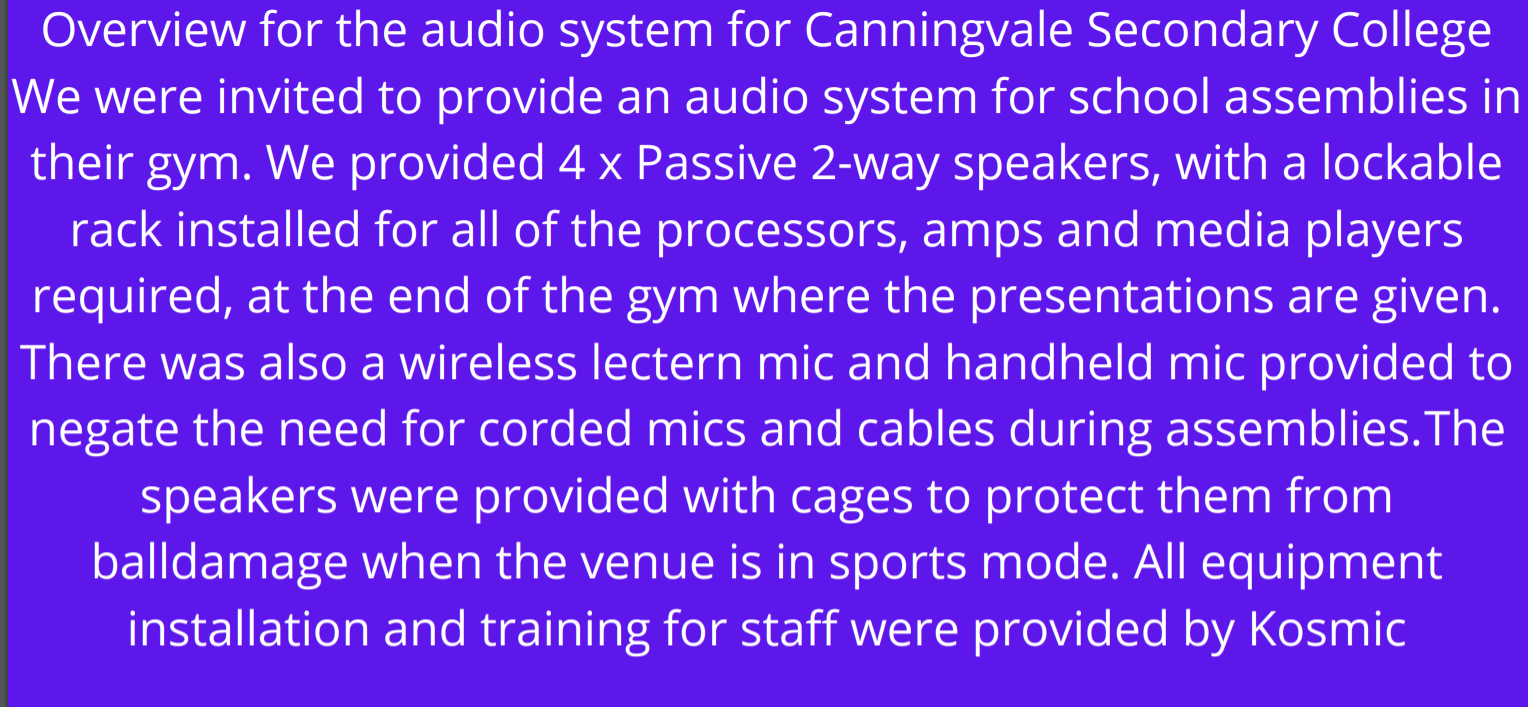 Overview for the audio system for Canningvale Secondary College
We were invited to provide an audio system for school assemblies in
their gym. We provided 4 x Passive 2-way speakers, with a lockable
rack installed for all of the processors, amps and media players
required, at the end of the gym where the presentations are given.
There was also a wireless lectern mic and handheld mic provided to
negate the need for corded mics and cables during assemblies.The
speakers were provided with cages to protect them from
balldamage when the venue is in sports mode. All equipment
installation and training for staff were provided by Kosmic